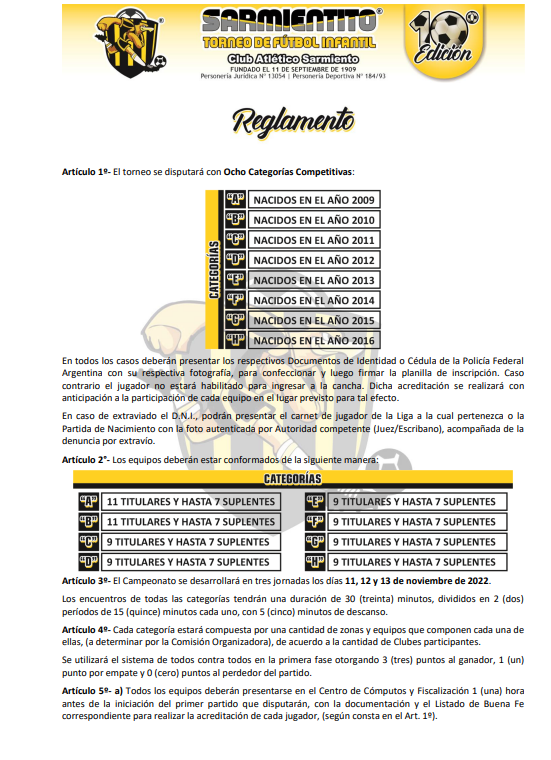 SARMIENTITO®
TORNEO DE FÚTBOL INFANTIL
Club Atlético Sarmiento
FUNDADO EL 11 DE SEPTIEMBRE DE 1909
Personería Jurídica N° 13054 | Personería Deportiva N° 184/93
10° Edición
Reglamento
Artículo 1º- El torneo se disputará con Ocho Categorías Competitivas:
CATEGORÍAS
“A” NACIDOS EN EL AÑO 2009
“B” NACIDOS EN EL AÑO 2010
“C” NACIDOS EN EL AÑO 2011
“D” NACIDOS EN EL AÑO 2012
“E” NACIDOS EN EL AÑO 2013
“F” NACIDOS EN EL AÑO 2014
“G” NACIDOS EN EL AÑO 2015
“H” NACIDOS EN EL AÑO 2016
En todos los casos deberán presentar los respectivos Documentos de Identidad o Cédula de la Policía Federal
Argentina con su respectiva fotografía, para confeccionar y luego firmar la planilla de inscripción. Caso
contrario el jugador no estará habilitado para ingresar a la cancha. Dicha acreditación se realizará con
anticipación a la participación de cada equipo en el lugar previsto para tal efecto.
En caso de extraviado el D.N.I., podrán presentar el carnet de jugador de la Liga a la cual pertenezca o la
Partida de Nacimiento con la foto autenticada por Autoridad competente (Juez/Escribano), acompañada de la
denuncia por extravío.
Artículo 2°- Los equipos deberán estar conformados de la siguiente manera:
CATEGORÍAS
“A” 11 TITULARES Y HASTA 7 SUPLENTES “E” 9 TITULARES Y HASTA 7 SUPLENTES
“B” 11 TITULARES Y HASTA 7 SUPLENTES “F” 9 TITULARES Y HASTA 7 SUPLENTES
“C” 9 TITULARES Y HASTA 7 SUPLENTES “G” 9 TITULARES Y HASTA 7 SUPLENTES
“D” 9 TITULARES Y HASTA 7 SUPLENTES “H” 9 TITULARES Y HASTA 7 SUPLENTES
Artículo 3º- El Campeonato se desarrollará en tres jornadas los días 11, 12 y 13 de noviembre de 2022.
Los encuentros de todas las categorías tendrán una duración de 30 (treinta) minutos, divididos en 2 (dos)
períodos de 15 (quince) minutos cada uno, con 5 (cinco) minutos de descanso.
Artículo 4º- Cada categoría estará compuesta por una cantidad de zonas y equipos que componen cada una de
ellas, (a determinar por la Comisión Organizadora), de acuerdo a la cantidad de Clubes participantes.
Se utilizará el sistema de todos contra todos en la primera fase otorgando 3 (tres) puntos al ganador, 1 (un)
punto por empate y 0 (cero) puntos al perdedor del partido.
Artículo 5º- a) Todos los equipos deberán presentarse en el Centro de Cómputos y Fiscalización 1 (una) hora
antes de la iniciación del primer partido que disputarán, con la documentación y el Listado de Buena Fe
correspondiente para realizar la acreditación de cada jugador, (según consta en el Art. 1º).